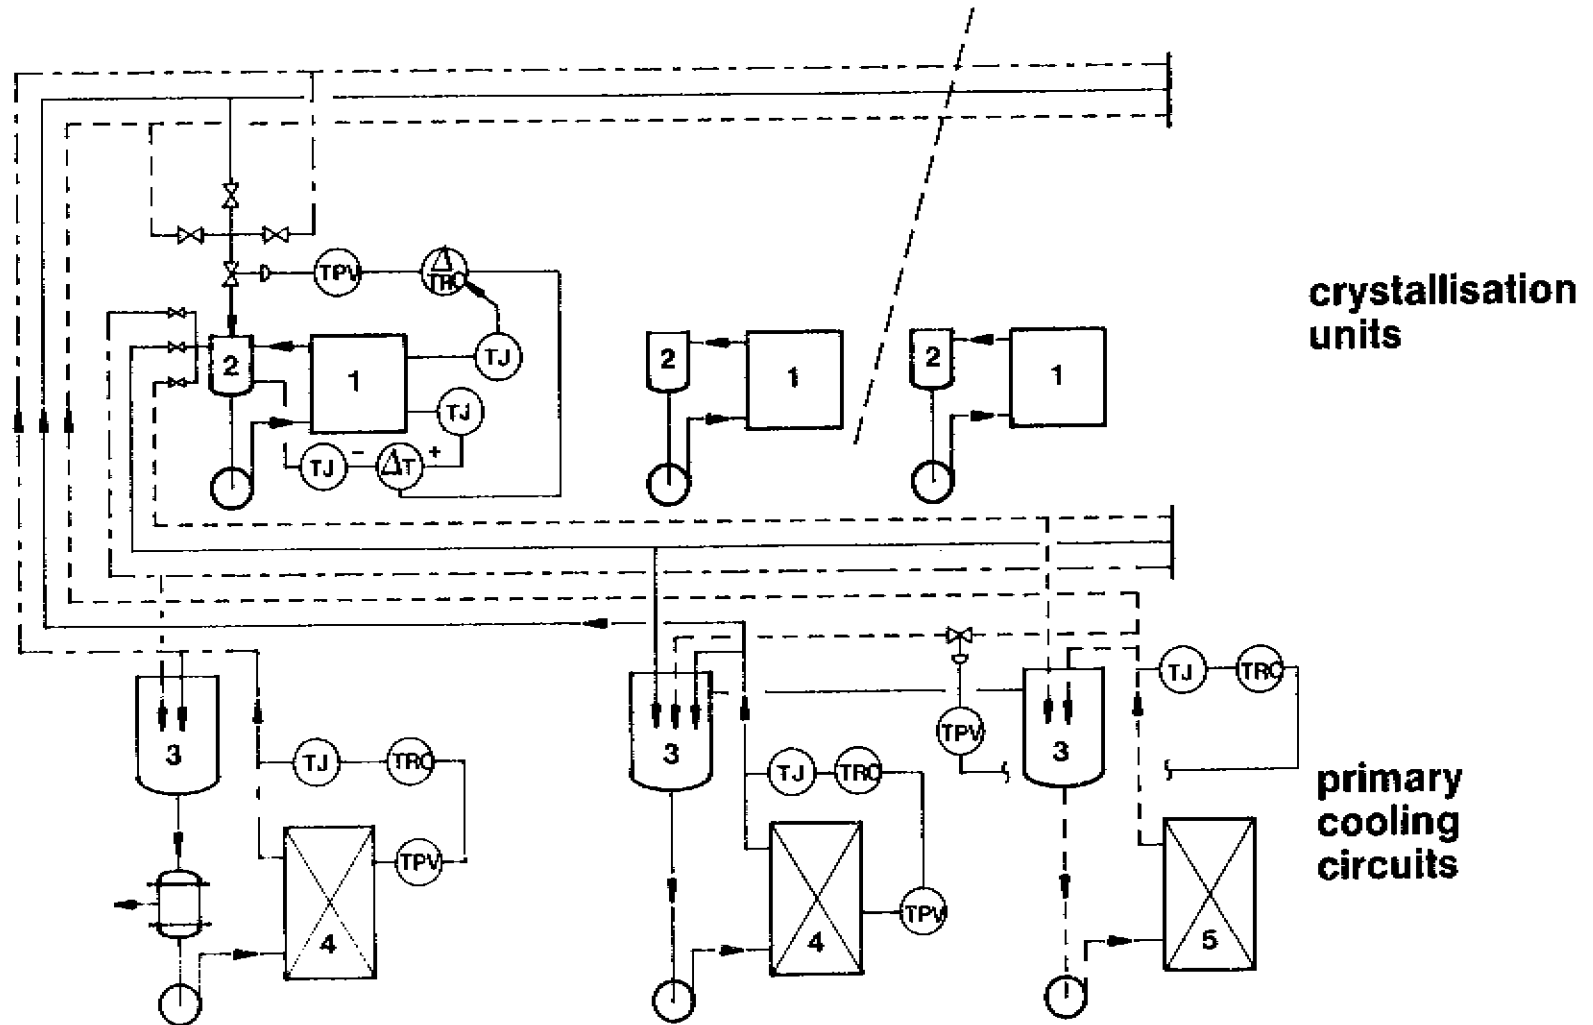 TPV
Δ
TRC
crystallisation
units
2
1
TJ
2
1
2
1
TJ
TJ
−
ΔT
+
TJ
TRC
3
TJ
TRC
3
TJ
TRC
TPV
3
primary
cooling
circuits
TPV
4
4
TPV
5